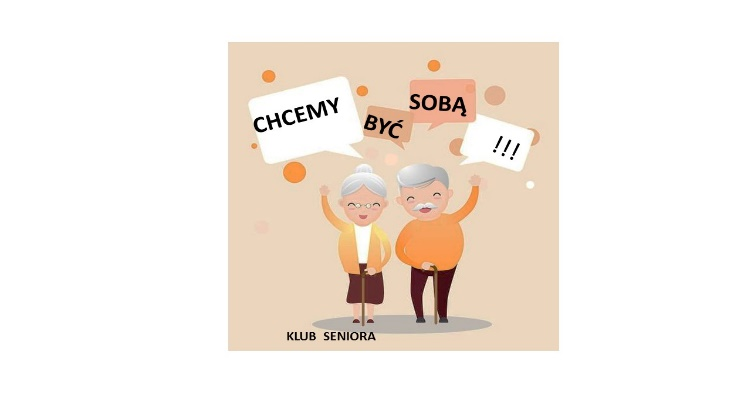 CHCEMY
BYĆ
SOBĄ
!!!
KLUB SENIORA